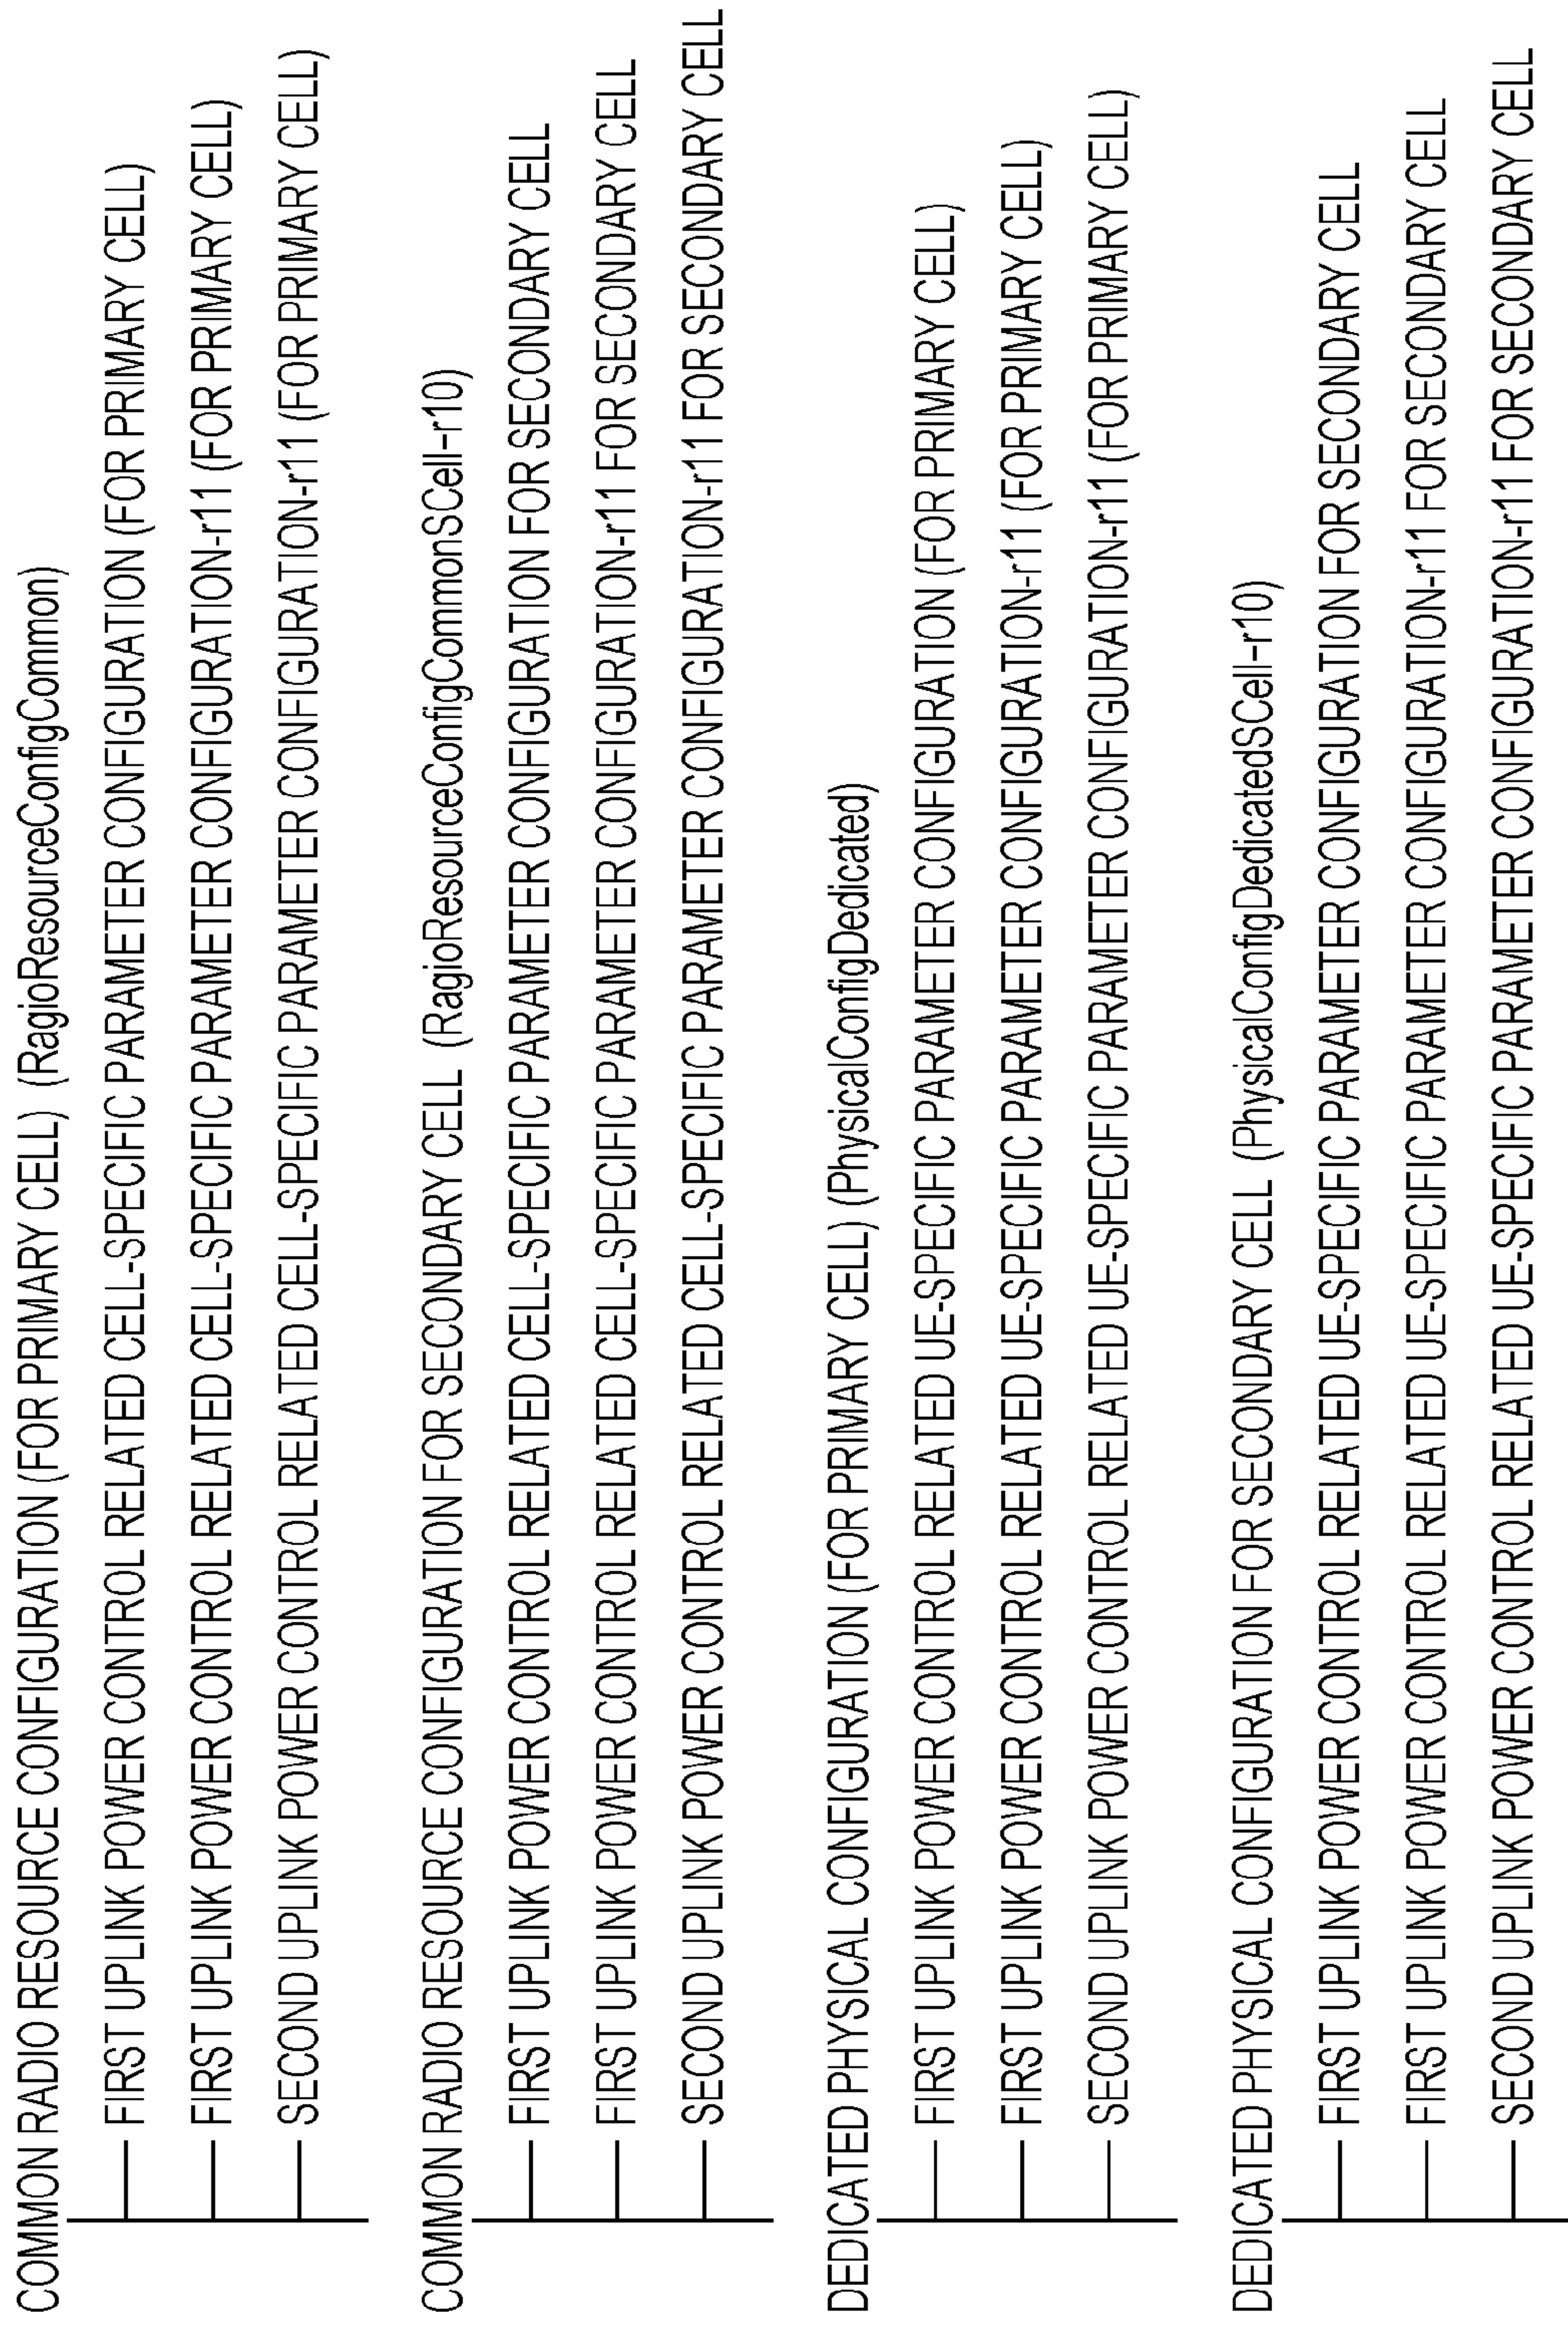 COMMON RADIO RESOURCE CONFIGURATION (FOR PRIMARY CELL) (RagioResourceConfigCommon)
FIRST UPLINK POWER CONTROL RELATED CELL-SPECIFIC PARAMETER CONFIGURATION (FOR PRIMARY CELL)
FIRST UPLINK POWER CONTROL RELATED CELL-SPECIFIC PARAMETER CONFIGURATION-r11 (FOR PRIMARY CELL)
SECOND UPLINK POWER CONTROL RELATED CELL-SPECIFIC PARAMETER CONFIGURATION-r11 (FOR PRIMARY CELL)
COMMON RADIO RESOURCE CONFIGURATION FOR SECONDARY CELL (RagioResourceConfigCommonSCell-r10)
FIRST UPLINK POWER CONTROL RELATED CELL-SPECIFIC PARAMETER CONFIGURATION FOR SECONDARY CELL
FIRST UPLINK POWER CONTROL RELATED CELL-SPECIFIC PARAMETER CONFIGURATION-r11 FOR SECONDARY CELL
SECOND UPLINK POWER CONTROL RELATED CELL-SPECIFIC PARAMETER CONFIGURATION-r11 FOR SECONDARY CELL
DEDICATED PHYSICAL CONFIGURATION (FOR PRIMARY CELL) (PhysicalConfigDedicated)
FIRST UPLINK POWER CONTROL RELATED UE-SPECIFIC PARAMETER CONFIGURATION (FOR PRIMARY CELL)
FIRST UPLINK POWER CONTROL RELATED UE-SPECIFIC PARAMETER CONFIGURATION-r11 (FOR PRIMARY CELL)
SECOND UPLINK POWER CONTROL RELATED UE-SPECIFIC PARAMETER CONFIGURATION-r11 (FOR PRIMARY CELL)
DEDICATED PHYSICAL CONFIGURATION FOR SECONDARY CELL (PhysicalConfigDedicatedSCell-r10)
FIRST UPLINK POWER CONTROL RELATED UE-SPECIFIC PARAMETER CONFIGURATION FOR SECONDARY CELL
FIRST UPLINK POWER CONTROL RELATED UE-SPECIFIC PARAMETER CONFIGURATION-r11 FOR SECONDARY CELL
SECOND UPLINK POWER CONTROL RELATED UE-SPECIFIC PARAMETER CONFIGURATION-r11 FOR SECONDARY CELL